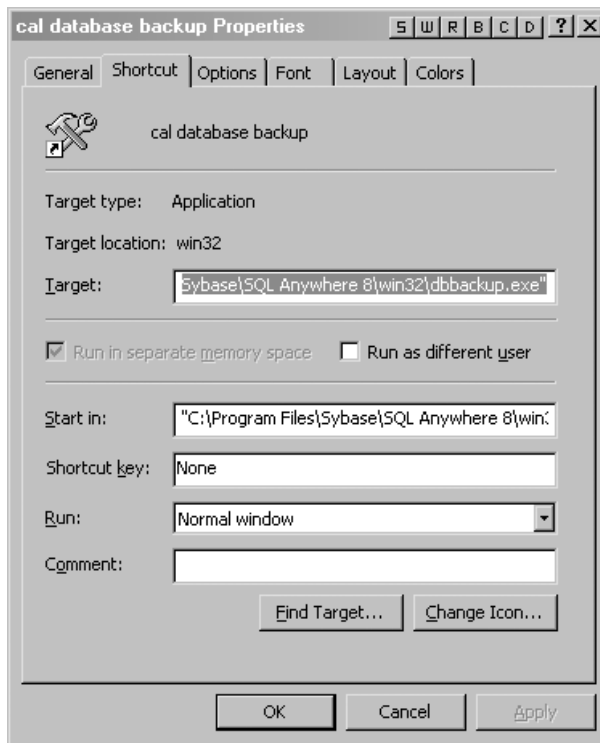 cal database backup Properties S W R B C D ? X
General Shortcut Options Font Layout Colors
cal database backup
Target type: Application
Target location: win32
Target: Sybase\SQL Anywhere 8\win32\dbbackup.exe"
Run in separate memory space Run as different user
Start in: "C:\Program Files\Sybase\SQL Anywhere 8\win3
Shortcut key: None
Run: Normal window
Comment:
Find Target... Change Icon...
OK Cancel Apply